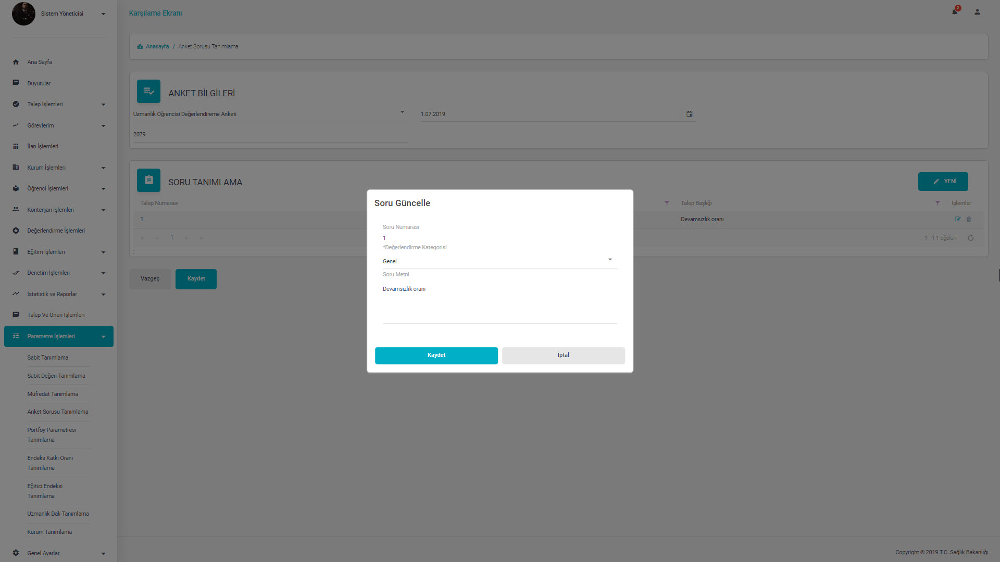 Sistem Yöneticisi
Ana Sayfa
Duyurular
Talep İşlemleri
Görevlerim
İlan İşlemleri
Kurum İşlemleri
Öğrenci İşlemleri
Kontenjan İşlemleri
Değerlendirme İşlemleri
Eğitim İşlemleri
Denetim İşlemleri
İstatistik ve Raporlar
Talep Ve Öneri İşlemleri
Parametre İşlemleri
Sabit Tanımlama
Sabit Değeri Tanımlama
Müfredat Tanımlama
Anket Sorusu Tanımlama
Portföy Parametresi
Tanımlama
Endeks Katkı Oranı
Tanımlama
Eğitici Endeksi
Tanımlama
Uzmanlık Dalı Tanımlama
Kurum Tanımlama
Genel Ayarlar
Karşılama Ekranı
0
Anasayfa / Anket Sorusu Tanımlama
ANKET BİLGİLERİ
Uzmanlık Öğrencisi Değerlendireme Anketi
1.07.2019
2079
SORU TANIMLAMA
YENİ
Talep Numarası
Talep Başlığı
İşlemler
1
Devamsızlık oranı
1
1 - 1 1 öğeleri
;
Vazgeç
Kaydet
Soru Güncelle
Soru Numarası
1
*Değerlendirme Kategorisi
Genel
Soru Metni
Devamsızlık oranı
Kaydet
İptal
Copyright © 2019 T.C. Sağlık Bakanlığı